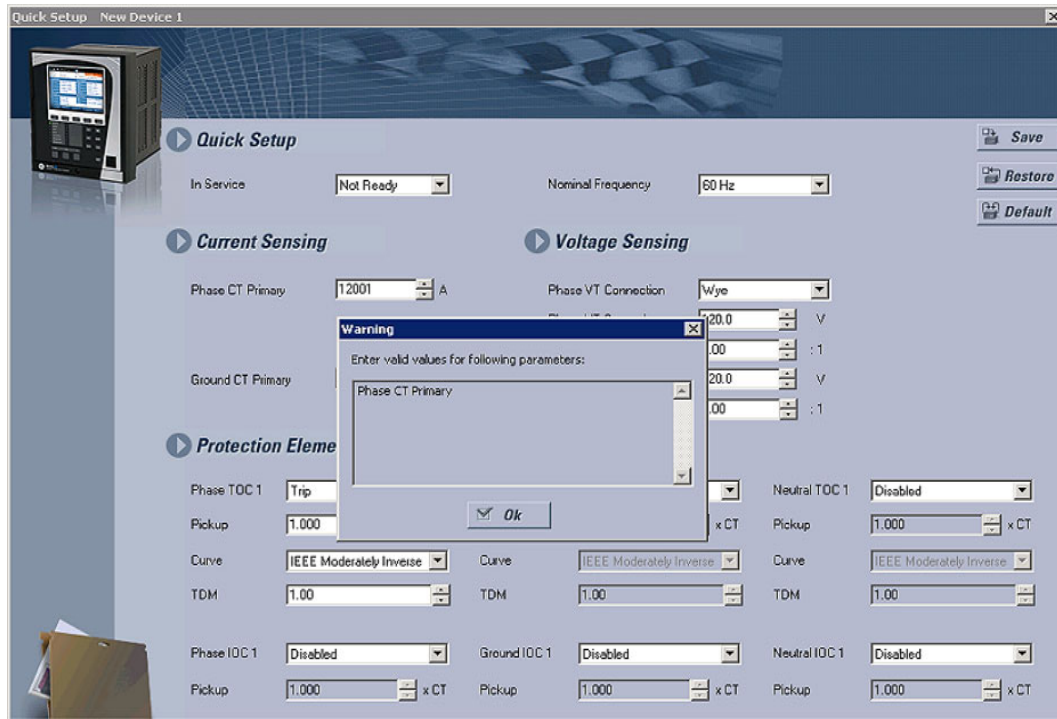 Quick Setup New Device 1
Quick Setup
Save
In Service Not Ready Nominal Frequency 60 Hz
Restore
Default
Current Sensing Voltage Sensing
Phase CT Primary 12001 A Phase VT Connection Wye
20.0 V
Warning
Enter valid values for following parameters:
.00 : 1
Ground CT Primary 20.0 V
Phase CT Primary
.00 : 1
Protection Eleme
Phase TOC 1 Trip Neutral TOC 1 Disabled
Ok
Pickup 1.000 x CT Pickup 1.000 x CT
Curve IEEE Moderately Inverse Curve IEEE Moderately Inverse Curve IEEE Moderately Inverse
TDM 1.00 TDM 1.00 TDM 1.00
Phase IOC 1 Disabled Ground IOC 1 Disabled Neutral IOC 1 Disabled
Pickup 1.000 x CT Pickup 1.000 x CT Pickup 1.000 x CT